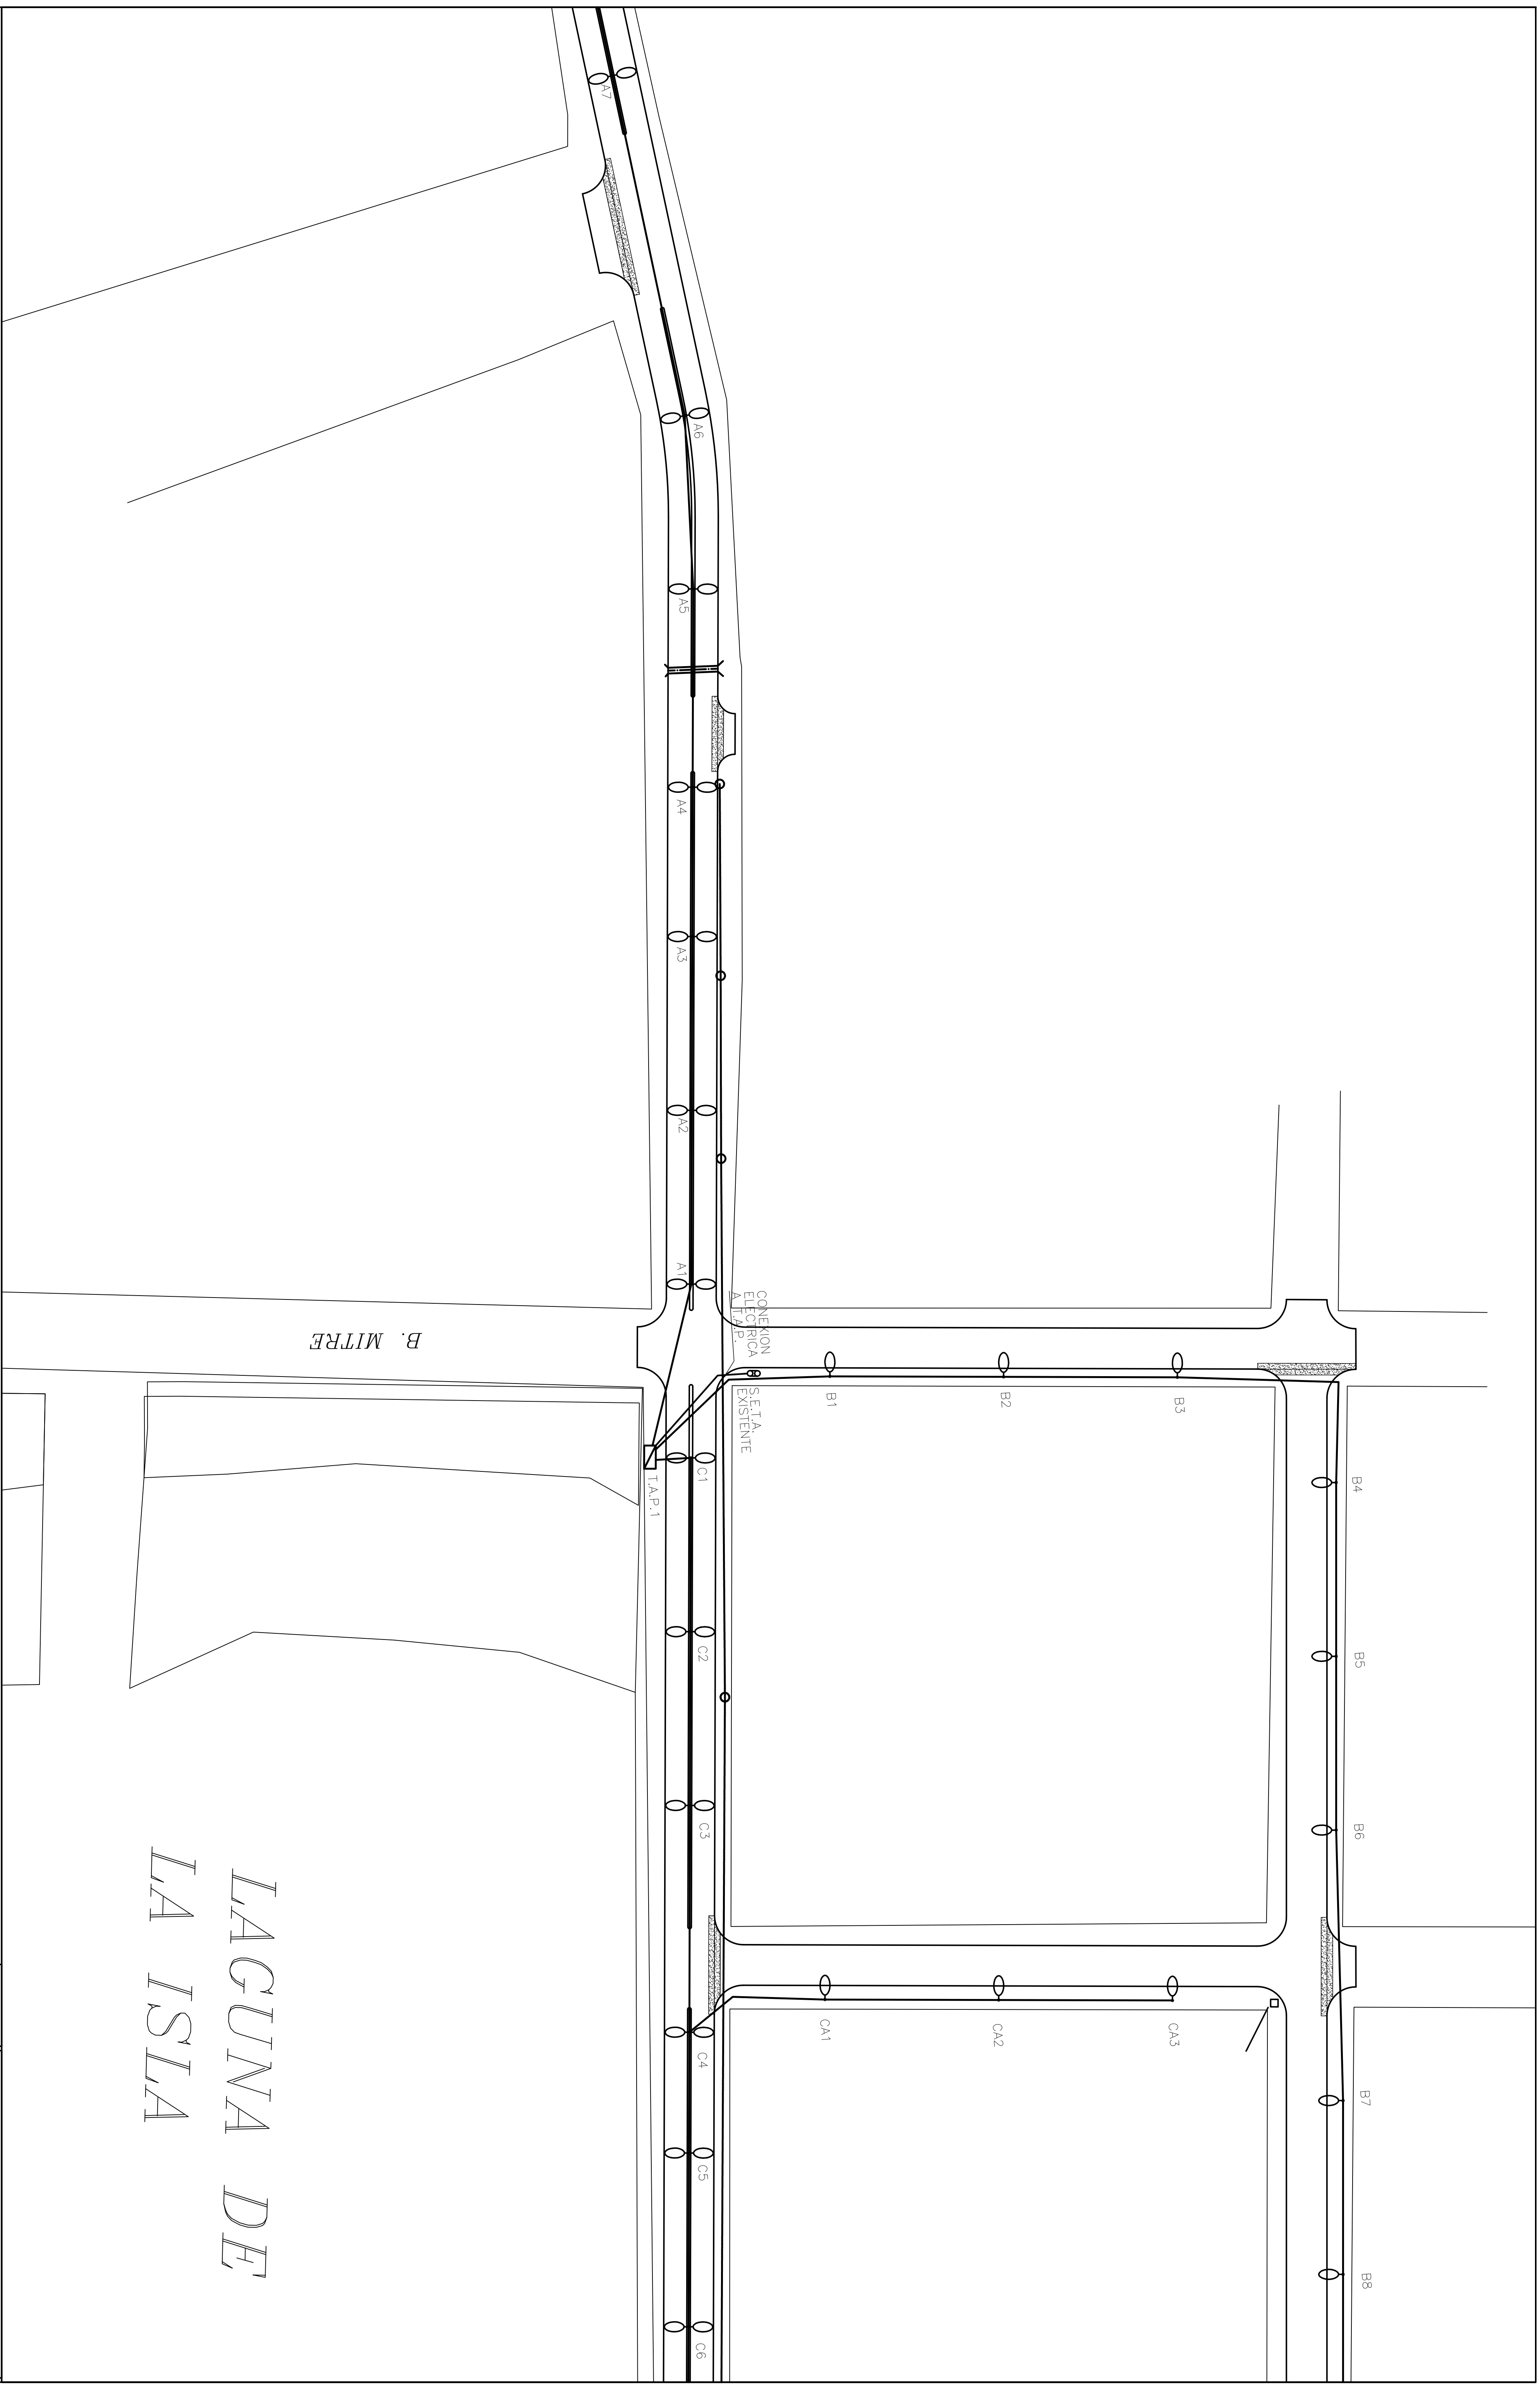 A7
A6
A5
A4
A3
A2
A1
CONEXION
ELECTRICA
A T.A.P.
B. MITRE
S.E.T.A.
EXISTENTE
B1
B2
B3
T.A.P.1
C1
B4
C2
B5
C3
B6
LAGUNA DE
LA ISLA
CA1
CA2
CA3
C4
B7
C5
B8
C6